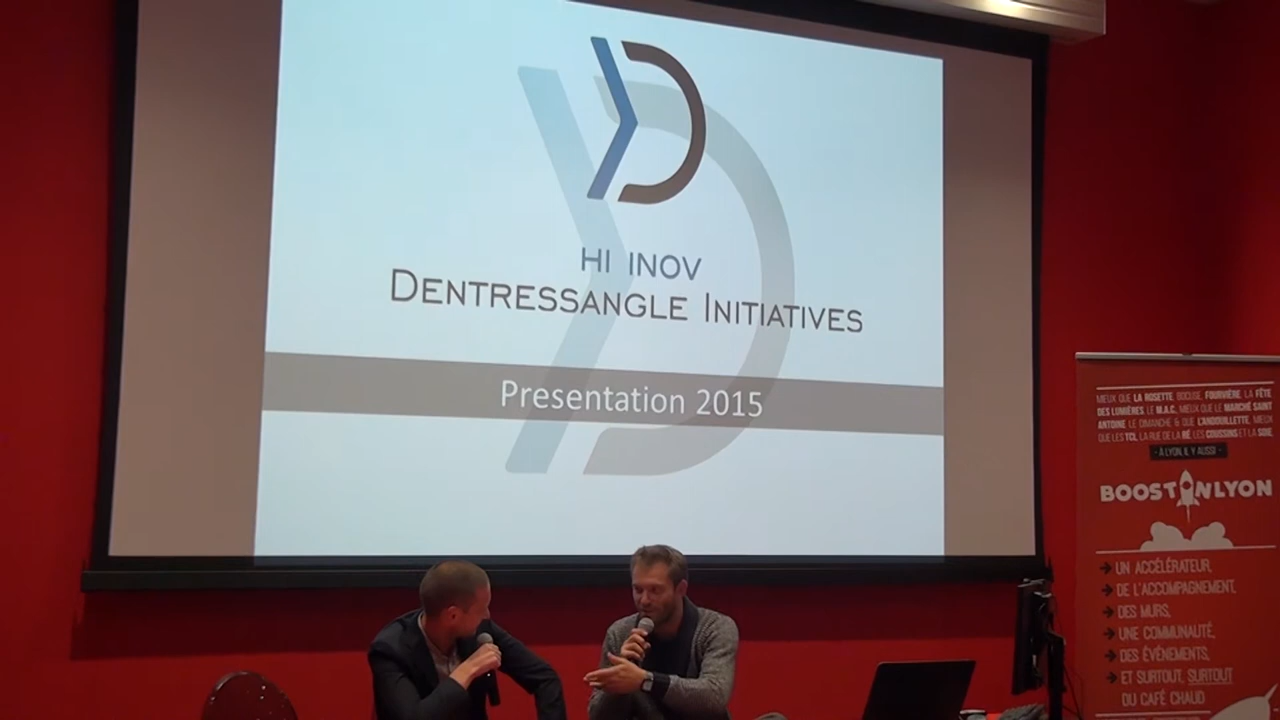 HI INOV
DENTRESSANGLE INITIATIVES
Presentation 2015
MIEUX QUE LA ROSETTE, BOCUSE, FOURVIÈRE, LA FÊTE
DES LUMIÈRES, LE M.A.C., MIEUX QUE LE MARCHÉ SAINT
ANTOINE LE DIMANCHE & QUE L'ANDOUILLETTE, MIEUX
QUE LES TCL, LA RUE DE LA RÉ, LES COUSSINS ET LA SOIE
- À LYON, IL Y AUSSI -
BOOST IN LYON
UN ACCÉLÉRATEUR,
DE L'ACCOMPAGNEMENT,
DES MURS,
UNE COMMUNAUTÉ,
DES ÉVÉNEMENTS,
ET SURTOUT, SURTOUT
DU CAFÉ CHAUD